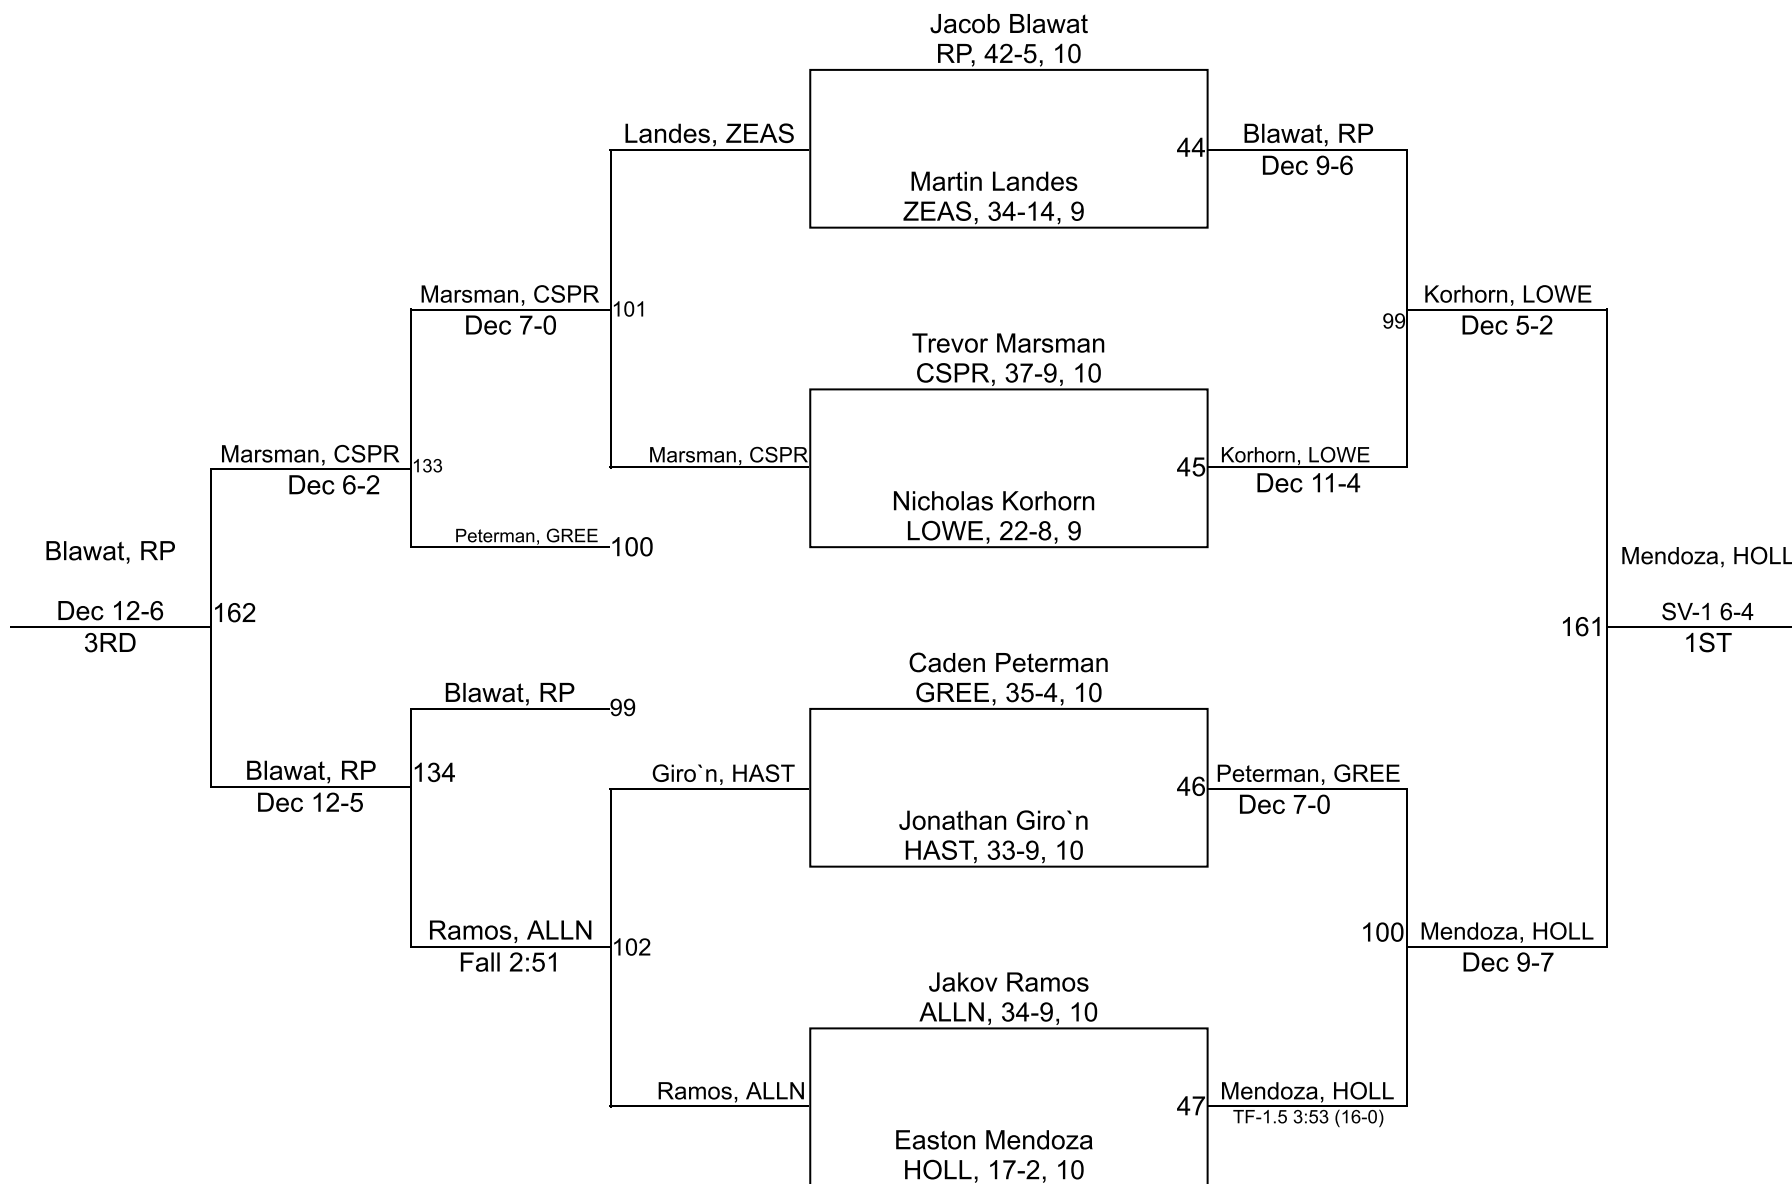 Jacob Blawat
RP, 42-5, 10
Landes, ZEAS
44
Blawat, RP
Dec 9-6
Martin Landes
ZEAS, 34-14, 9
Marsman, CSPR
Dec 7-0
101
Korhorn, LOWE
Dec 5-2
99
Trevor Marsman
CSPR, 37-9, 10
Marsman, CSPR
Dec 6-2
133
Marsman, CSPR
45
Korhorn, LOWE
Dec 11-4
Nicholas Korhorn
LOWE, 22-8, 9
Peterman, GREE
100
Blawat, RP
Dec 12-6
3RD
162
Mendoza, HOLL
SV-1 6-4
1ST
161
Caden Peterman
GREE, 35-4, 10
Blawat, RP
99
Blawat, RP
Dec 12-5
134
Giro`n, HAST
46
Peterman, GREE
Dec 7-0
Jonathan Giro`n
HAST, 33-9, 10
Ramos, ALLN
Fall 2:51
102
100
Mendoza, HOLL
Dec 9-7
Jakov Ramos
ALLN, 34-9, 10
Ramos, ALLN
47
Mendoza, HOLL
TF-1.5 3:53 (16-0)
Easton Mendoza
HOLL, 17-2, 10